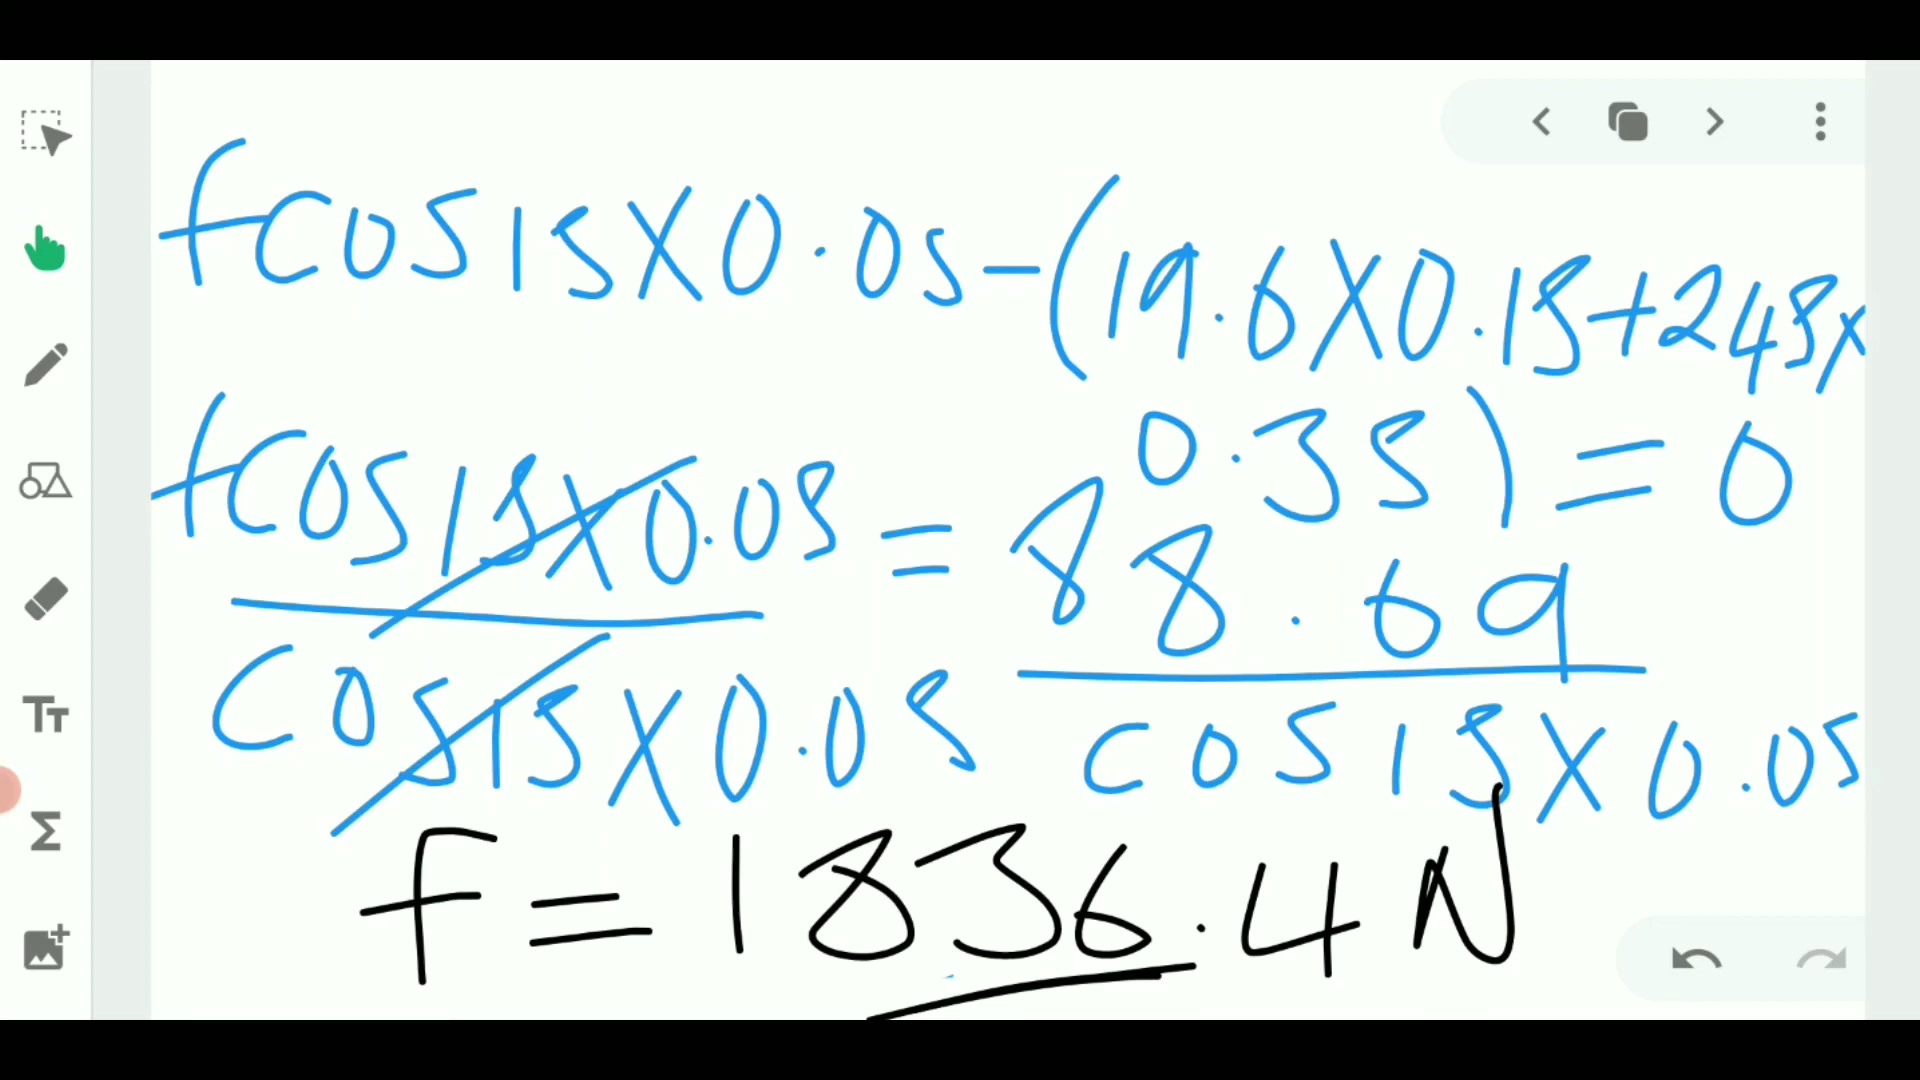 fcos15X0.05-(19.6X0.15+245x
0.35)=0
fcos15X0.05=88.69
cos15X0.05 cos15X0.05
f=1836.4N
Tт
Σ